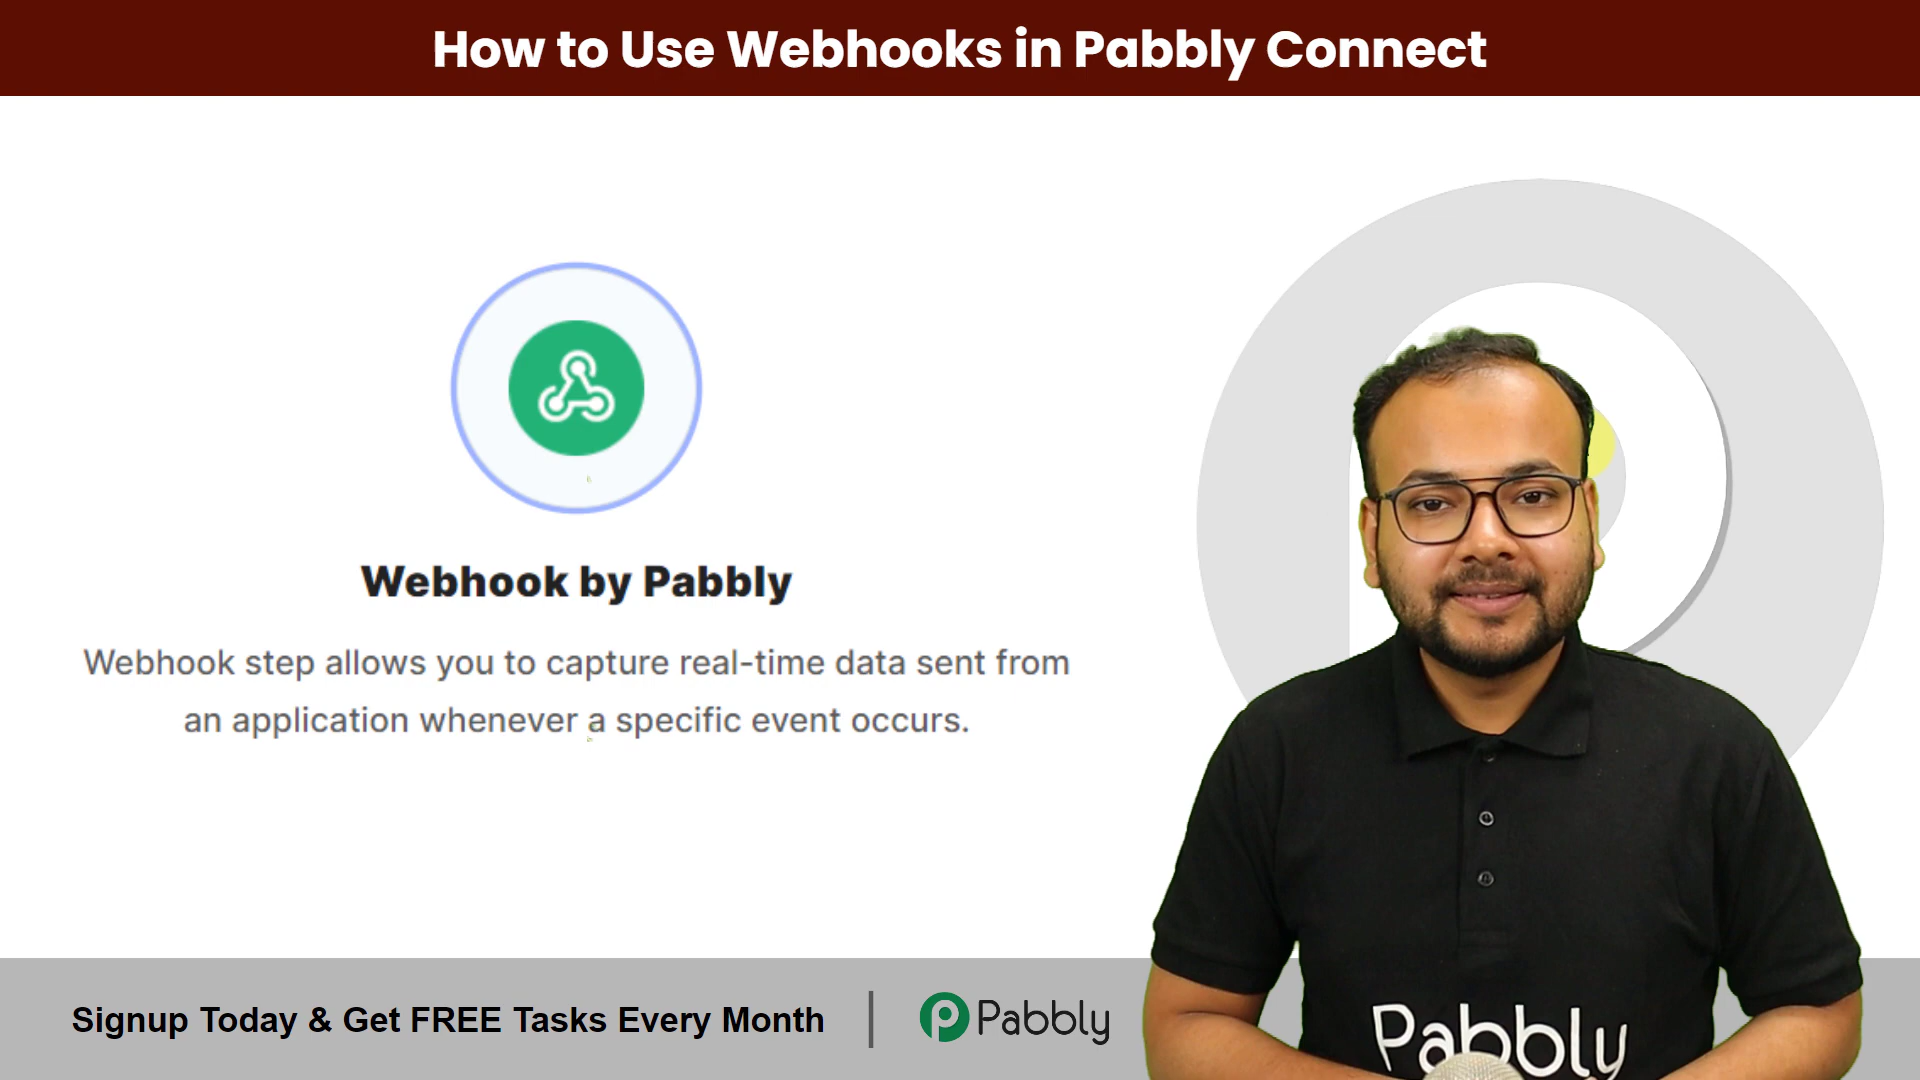 How to Use Webhooks in Pabbly Connect
Webhook by Pabbly
Webhook step allows you to capture real-time data sent from
an application whenever a specific event occurs.
Signup Today & Get FREE Tasks Every Month
Pabbly
Pabbly